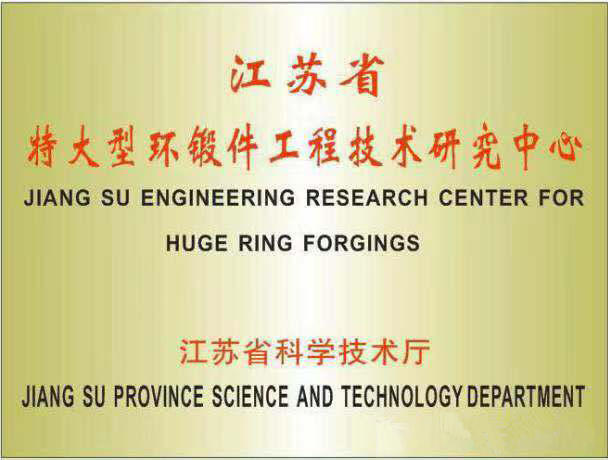 江苏省
特大型环锻件工程技术研究中心
JIANG SU ENGINEERING RESEARCH CENTER FOR
HUGE RING FORGINGS
江苏省科学技术厅
JIANG SU PROVINCE SCIENCE AND TECHNOLOGY DEPARTMENT